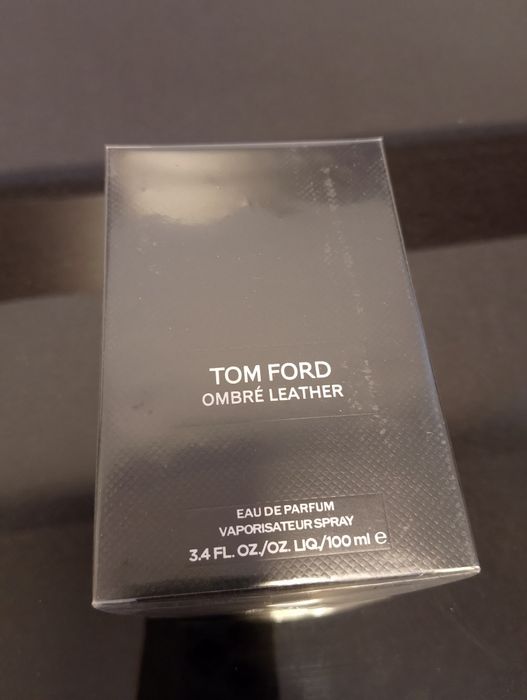 TOM FORD
OMBRÉ LEATHER
EAU DE PARFUM
VAPORISATEUR SPRAY
3.4 FL. OZ./OZ. LIQ./100 ml ℮